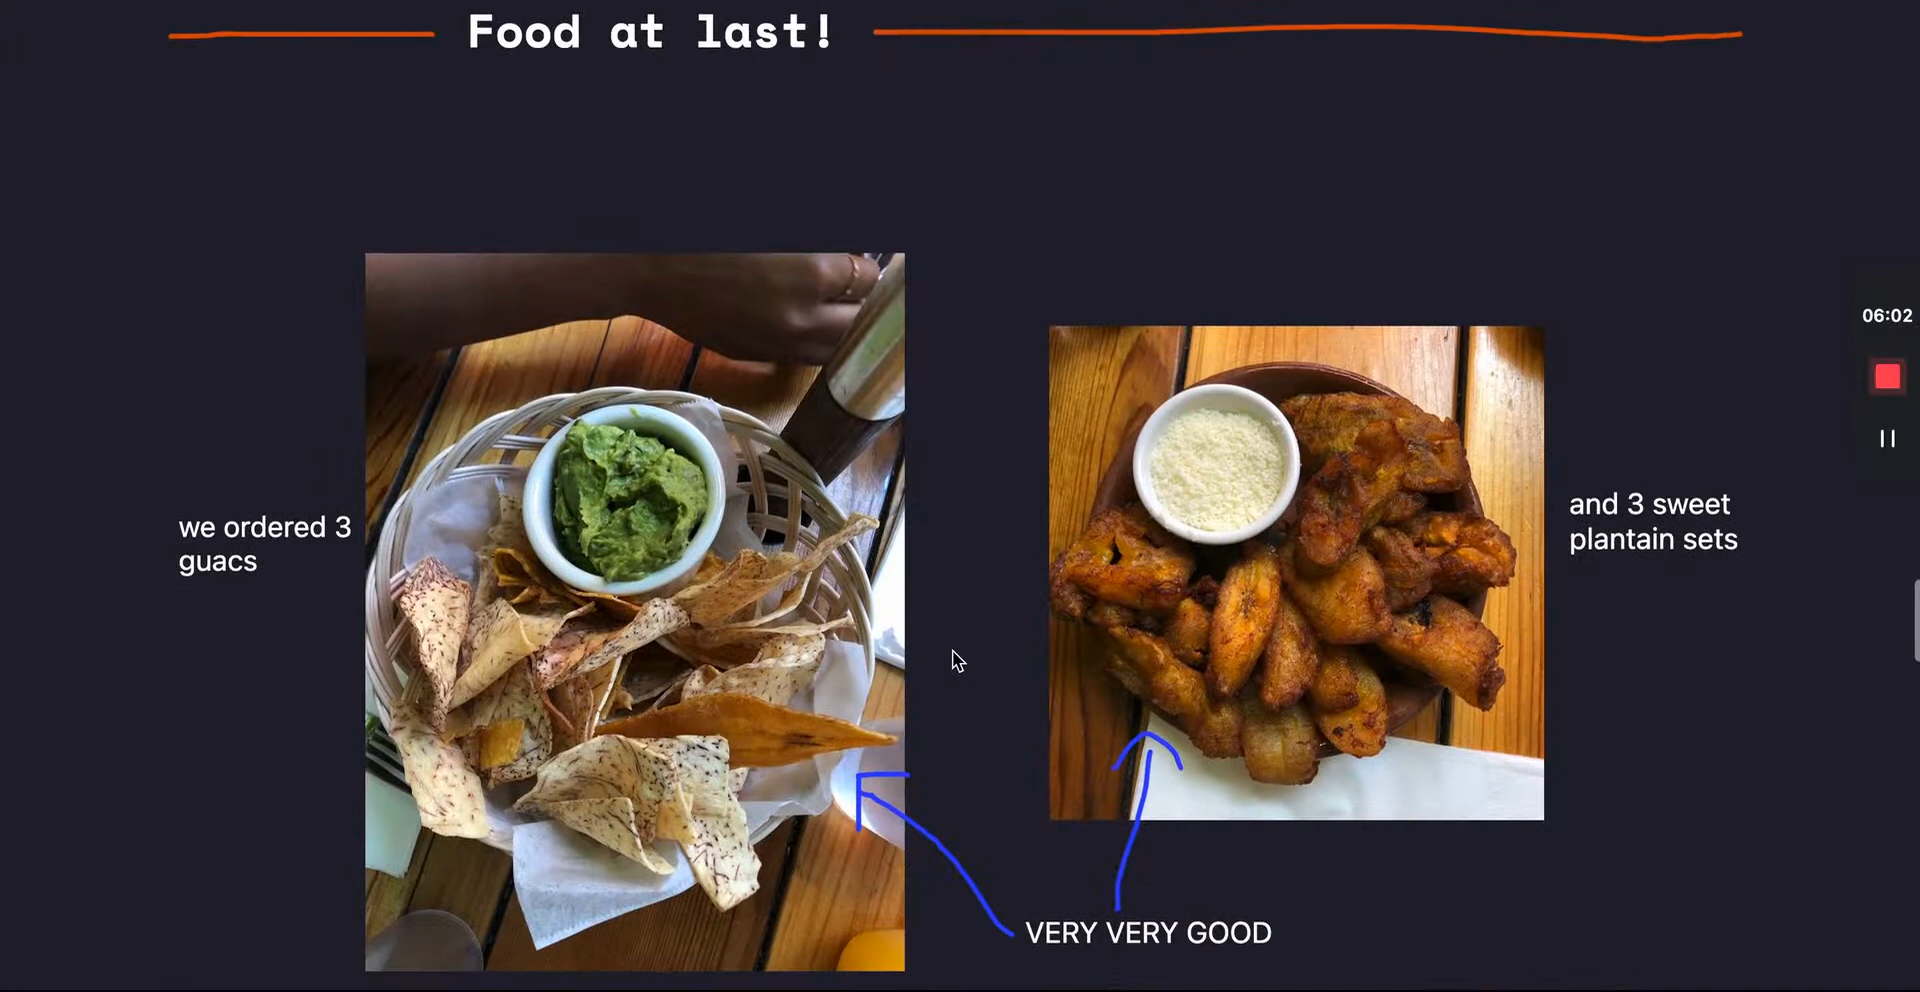 Food at last!
06:02
we ordered 3
guacs
and 3 sweet
plantain sets
VERY VERY GOOD